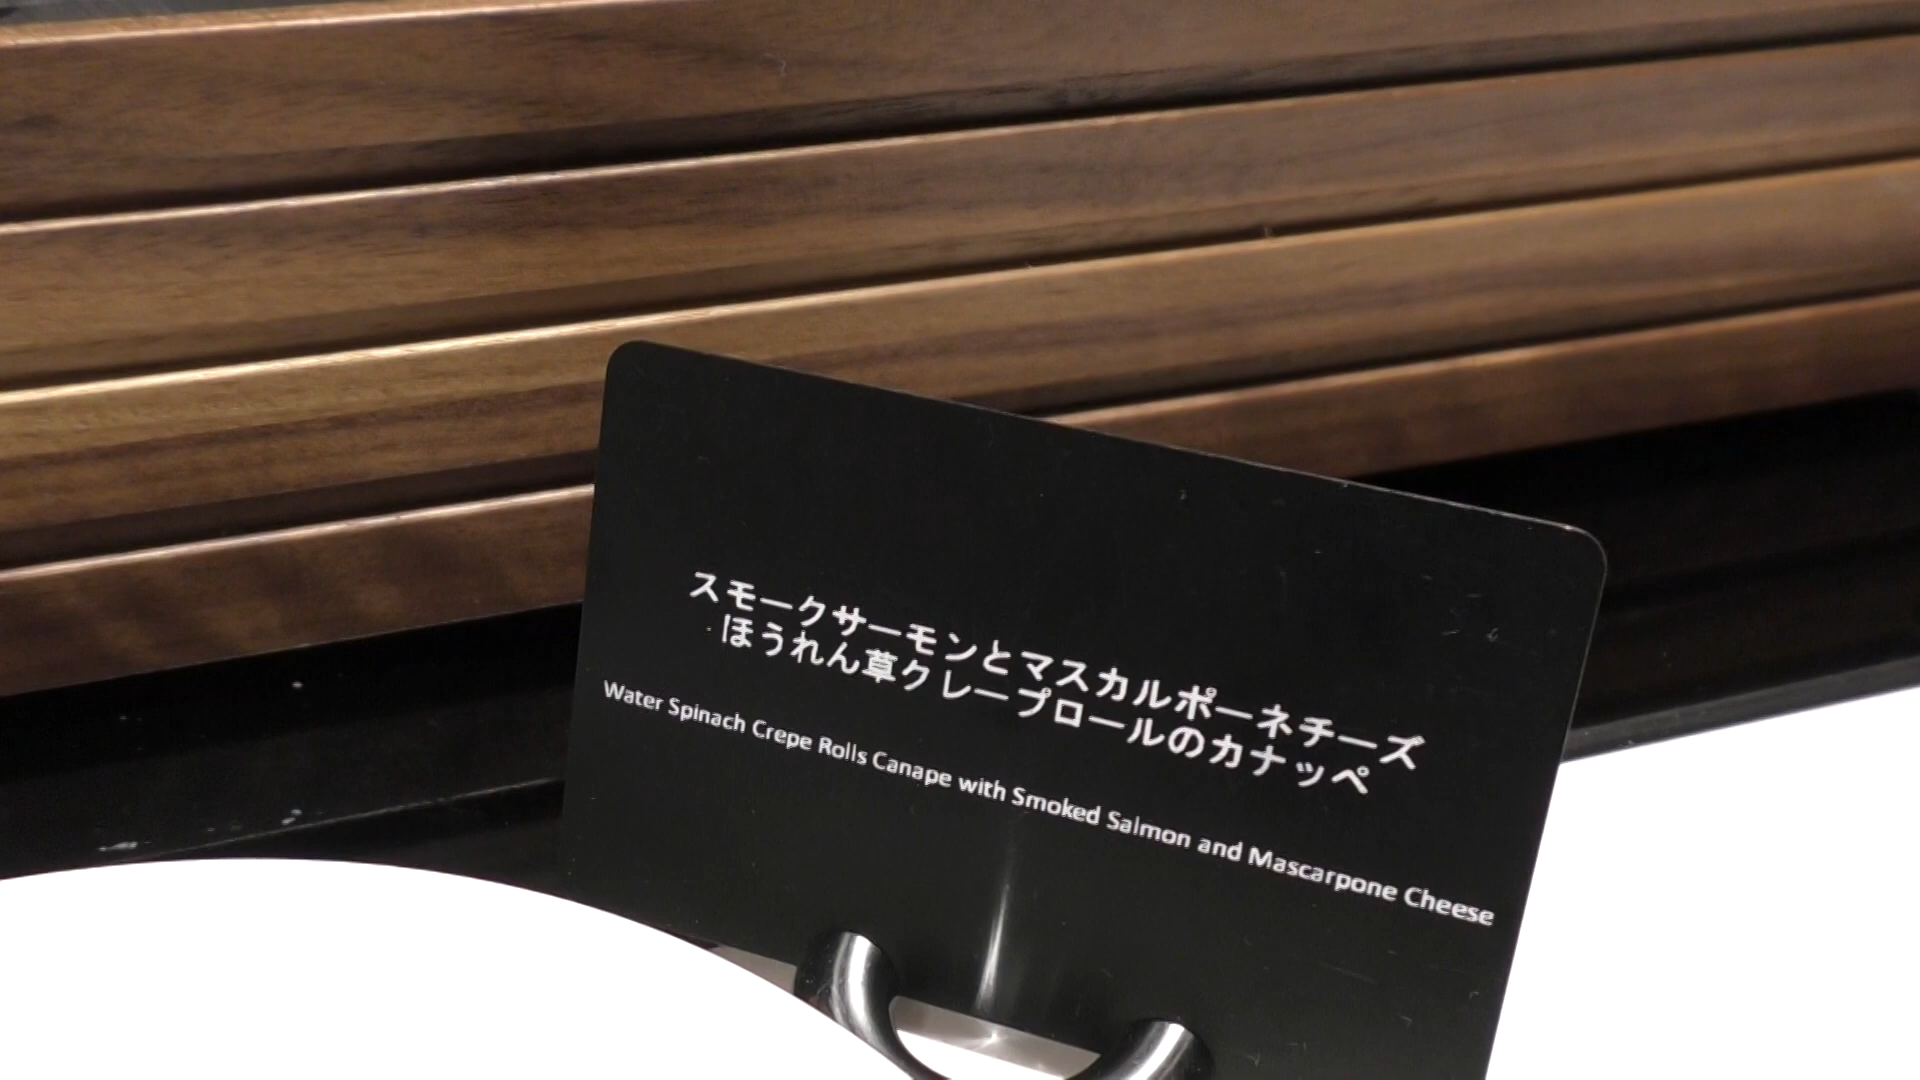 スモークサーモンとマスカルポーネチーズ
ほうれん草クレープロールのカナッペ
Water Spinach Crepe Rolls Canape with Smoked Salmon and Mascarpone Cheese